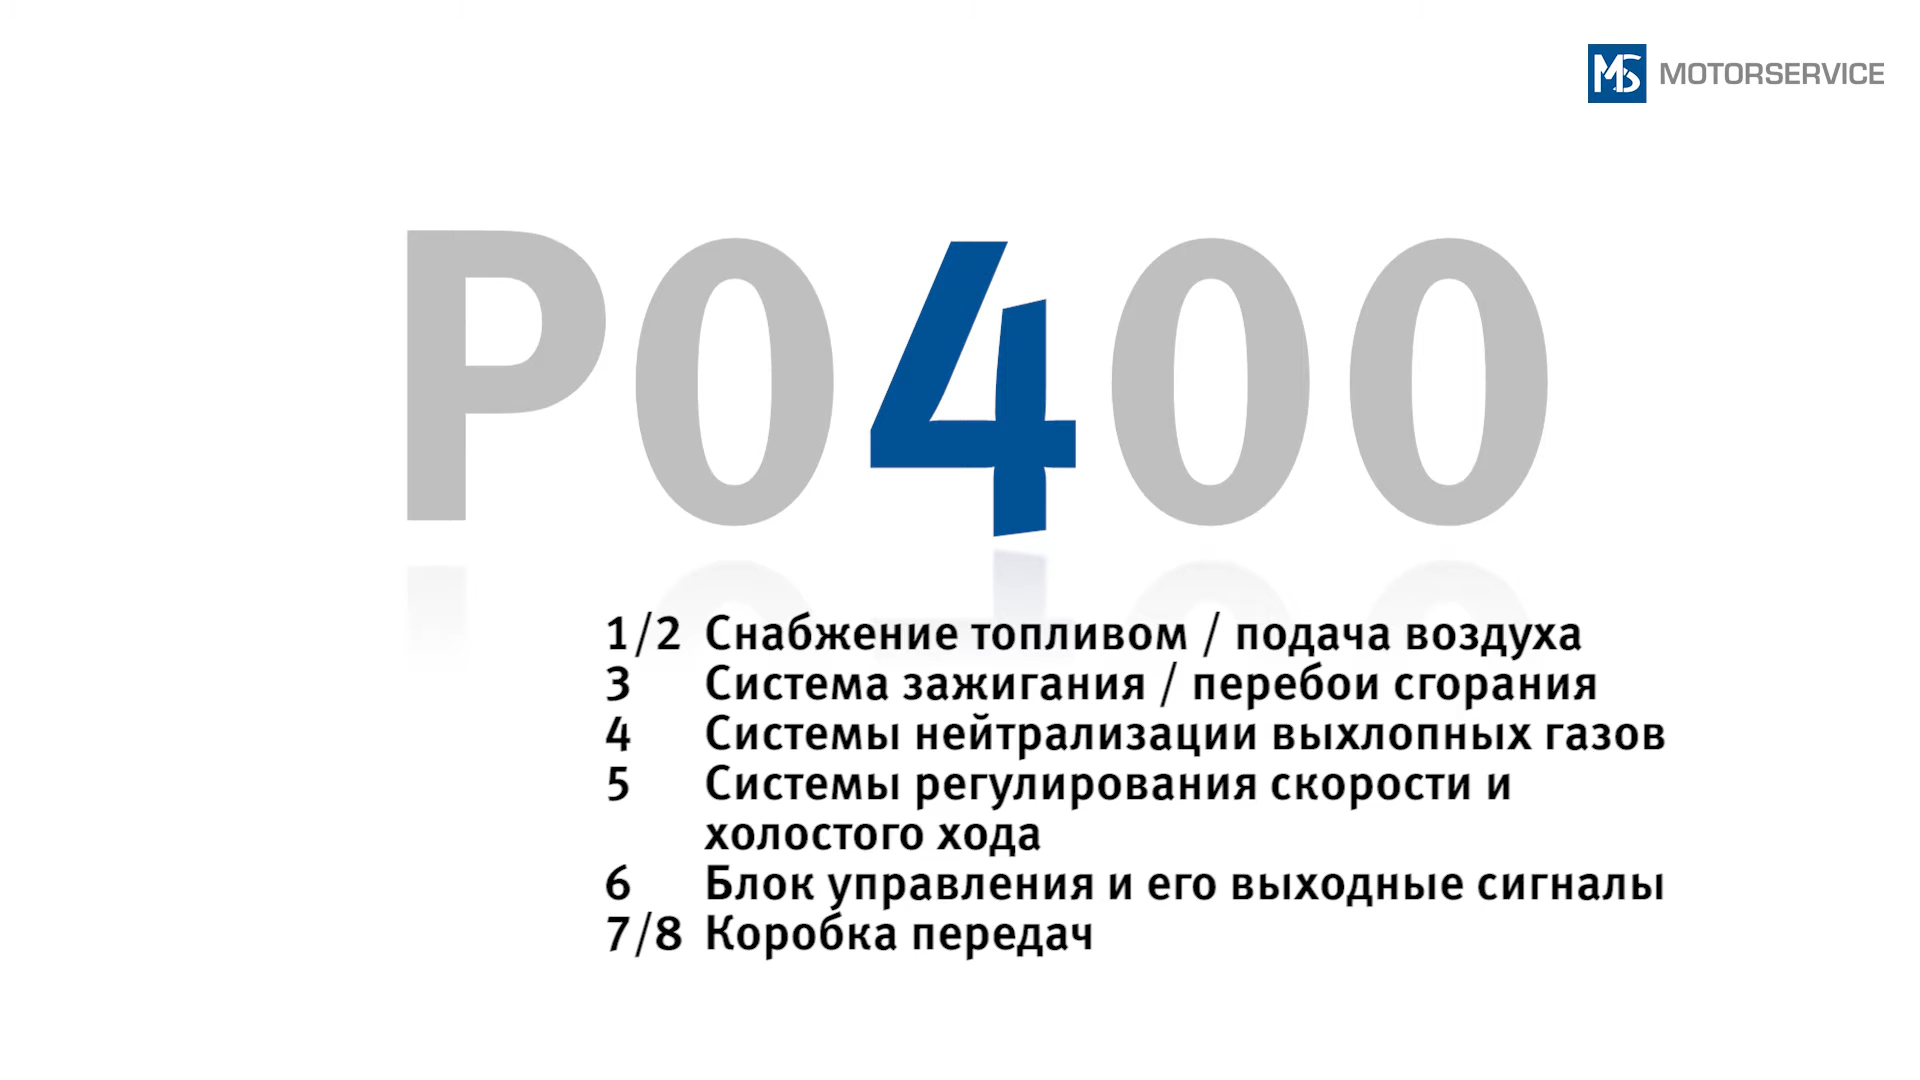 MS MOTORSERVICE
P0400
1/2 Снабжение топливом / подача воздуха
3 Система зажигания / перебои сгорания
4 Системы нейтрализации выхлопных газов
5 Системы регулирования скорости и
холостого хода
6 Блок управления и его выходные сигналы
7/8 Коробка передач